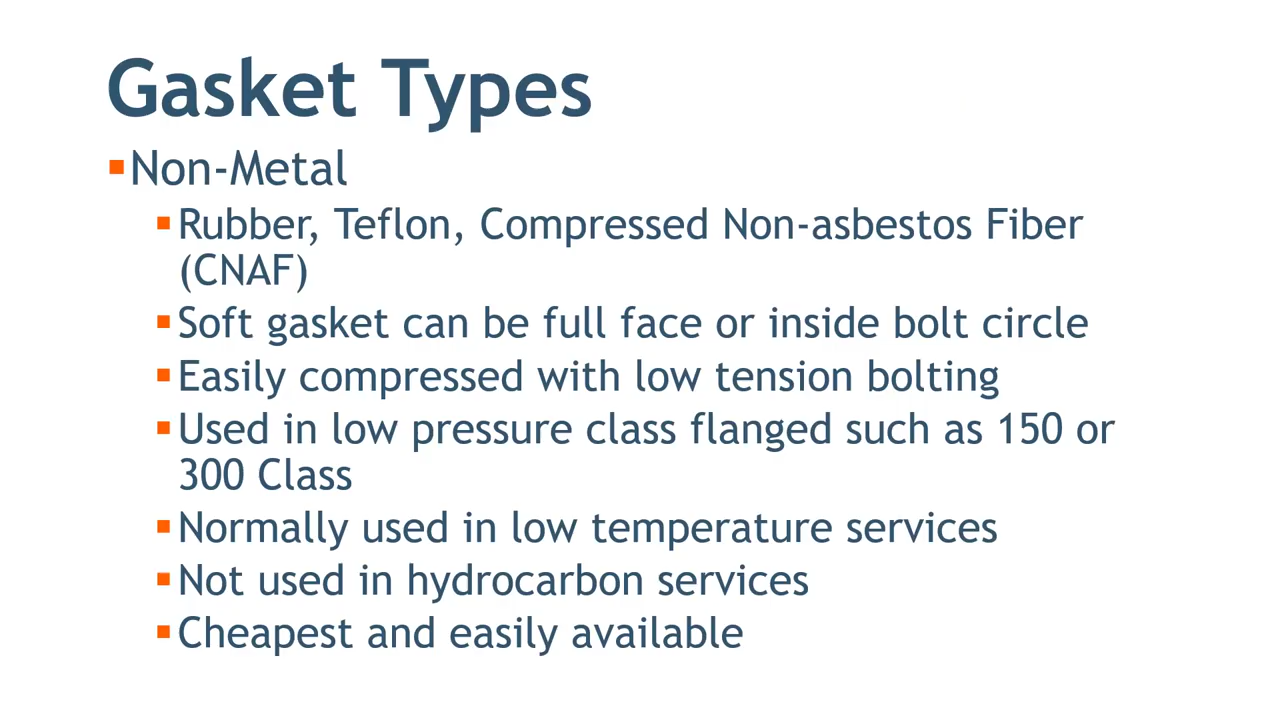 Gasket Types
Non-Metal
Rubber, Teflon, Compressed Non-asbestos Fiber
(CNAF)
Soft gasket can be full face or inside bolt circle
Easily compressed with low tension bolting
Used in low pressure class flanged such as 150 or
300 Class
Normally used in low temperature services
Not used in hydrocarbon services
Cheapest and easily available